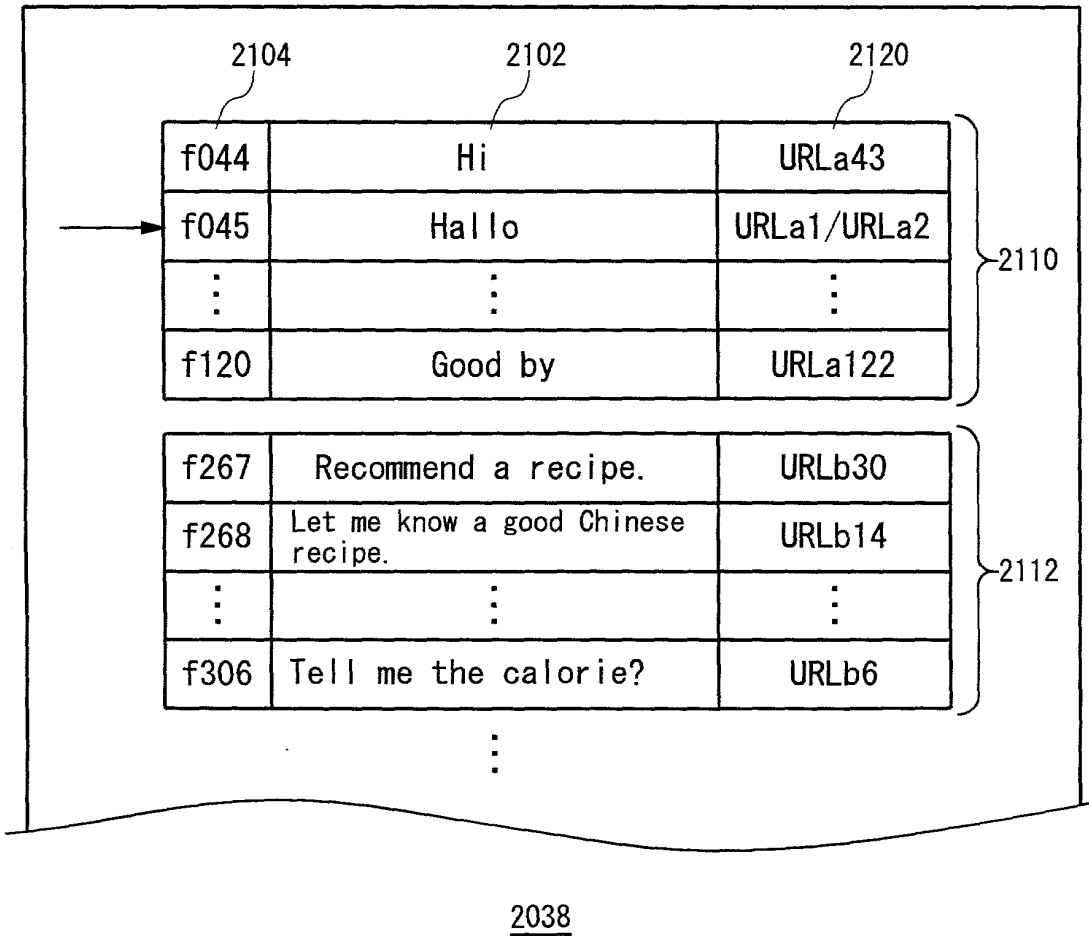 2104 2102 2120
f044 Hi URLa43
f045 Hallo URLa1/URLa2
⋮ ⋮ ⋮
2110
f120 Good by URLa122
f267 Recommend a recipe. URLb30
f268 Let me know a good Chinese recipe. URLb14
⋮ ⋮ ⋮
2112
f306 Tell me the calorie? URLb6
⋮
2038